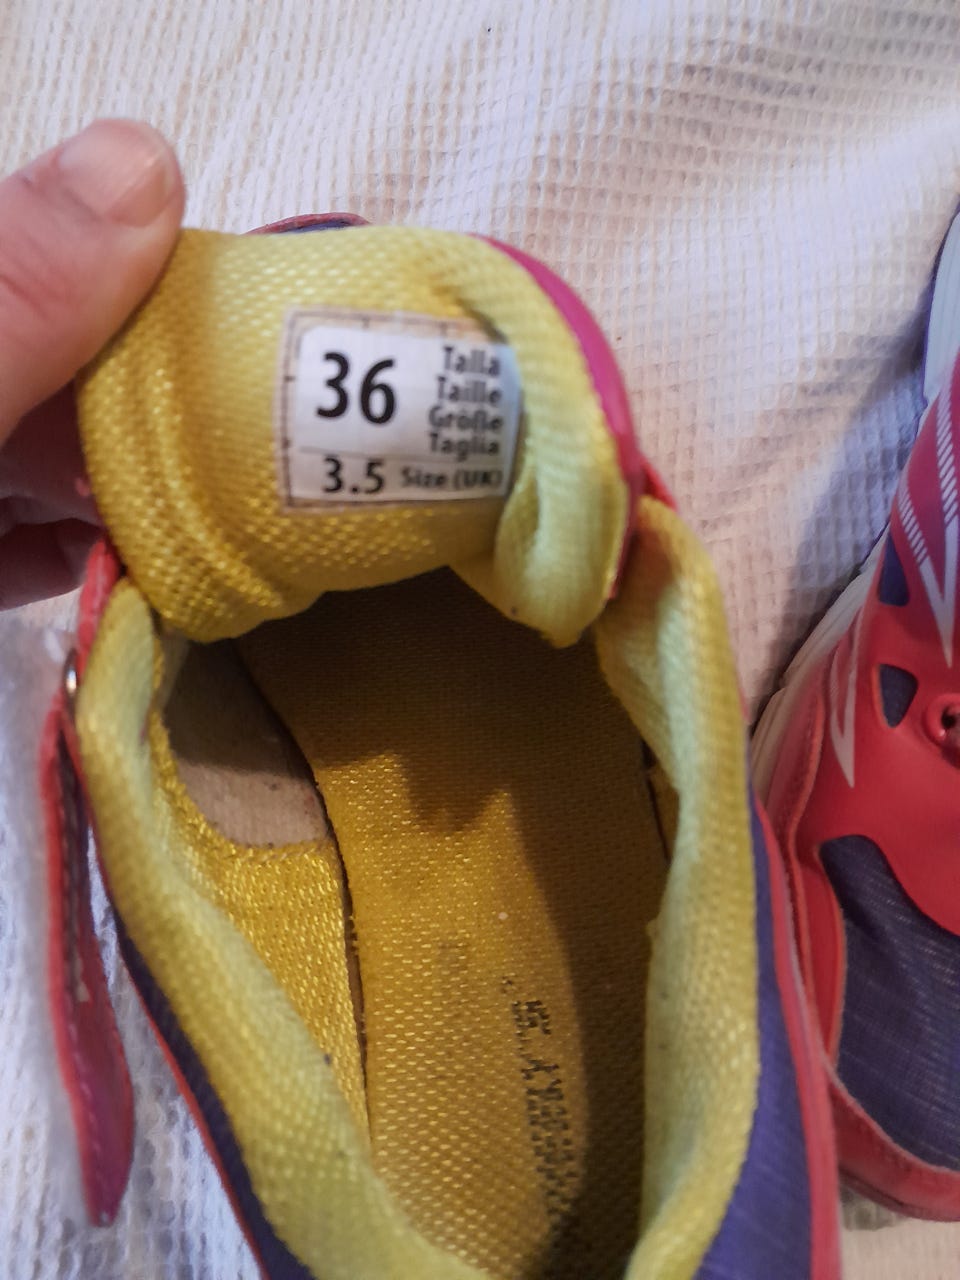 36
Talla
Taille
Größe
Taglia
3.5 Size (UK)